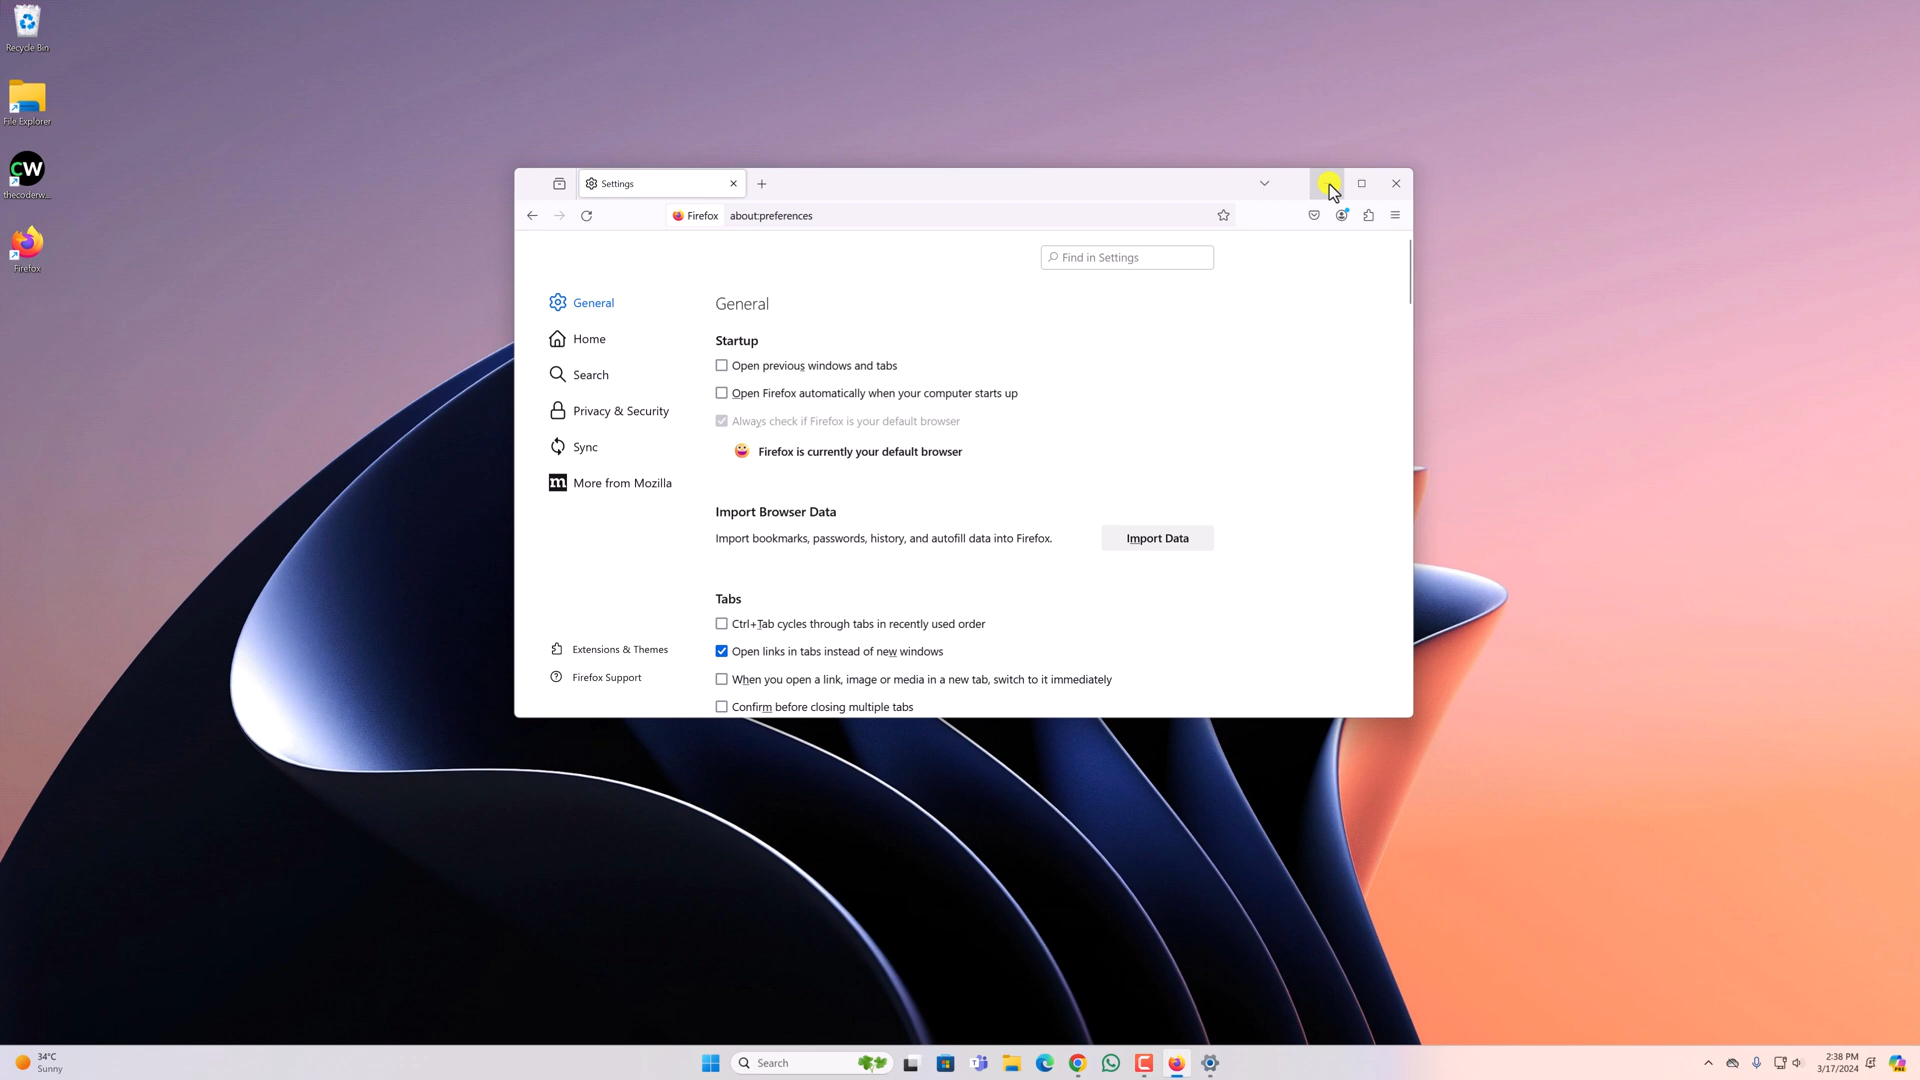 Recycle Bin
File Explorer
CW
thecoderw...
Firefox
Settings
Firefox
about:preferences
Find in Settings
General
Home
Search
Privacy & Security
Sync
m
More from Mozilla
Extensions & Themes
Firefox Support
General
Startup
Open previous windows and tabs
Open Firefox automatically when your computer starts up
Always check if Firefox is your default browser
Firefox is currently your default browser
Import Browser Data
Import bookmarks, passwords, history, and autofill data into Firefox.
Import Data
Tabs
Ctrl+Tab cycles through tabs in recently used order
Open links in tabs instead of new windows
When you open a link, image or media in a new tab, switch to it immediately
Confirm before closing multiple tabs
34°C
Sunny
Search
2:38 PM
3/17/2024
PRE